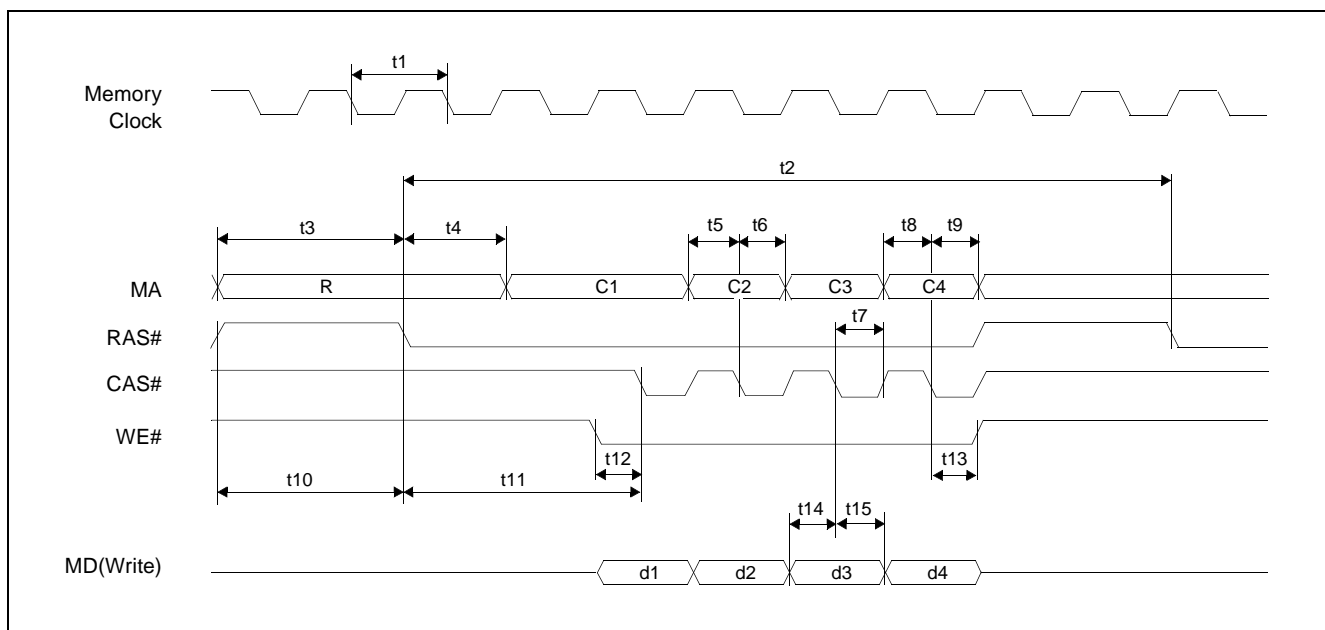 t1
Memory
Clock
t2
t3 t4 t5 t6 t8 t9
MA R C1 C2 C3 C4
t7
RAS#
CAS#
WE#
t12 t13
t10 t11
t14 t15
MD(Write) d1 d2 d3 d4